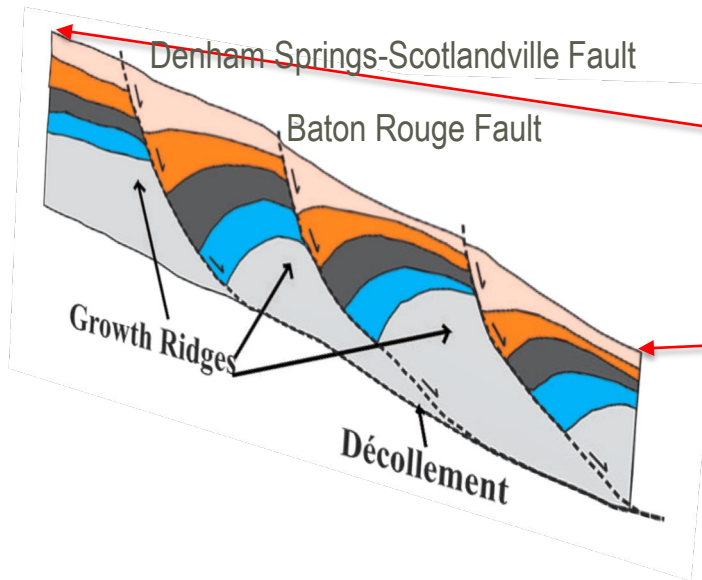 Denham Springs-Scotlandville Fault
Baton Rouge Fault
Growth Ridges
Décollement